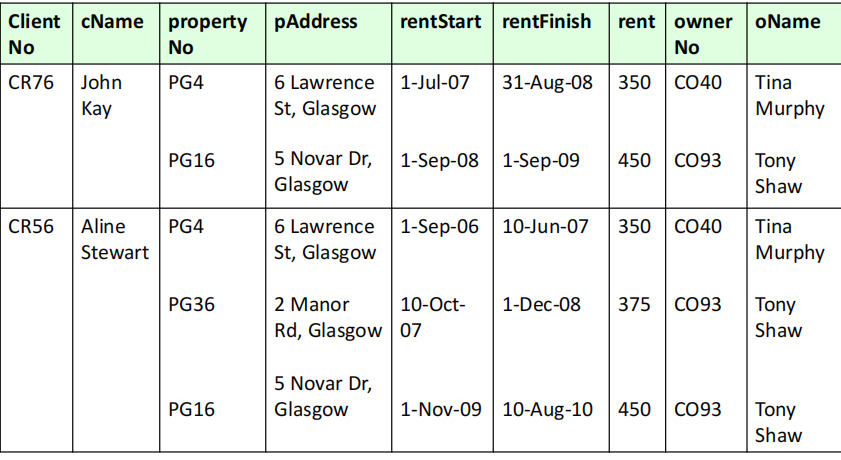 Client No cName property No pAddress rentStart rentFinish rent owner No oName
CR76 John Kay PG4 6 Lawrence St, Glasgow 1-Jul-07 31-Aug-08 350 CO40 Tina Murphy
PG16 5 Novar Dr, Glasgow 1-Sep-08 1-Sep-09 450 CO93 Tony Shaw
CR56 Aline Stewart PG4 6 Lawrence St, Glasgow 1-Sep-06 10-Jun-07 350 CO40 Tina Murphy
PG36 2 Manor Rd, Glasgow 10-Oct-07 1-Dec-08 375 CO93 Tony Shaw
PG16 5 Novar Dr, Glasgow 1-Nov-09 10-Aug-10 450 CO93 Tony Shaw